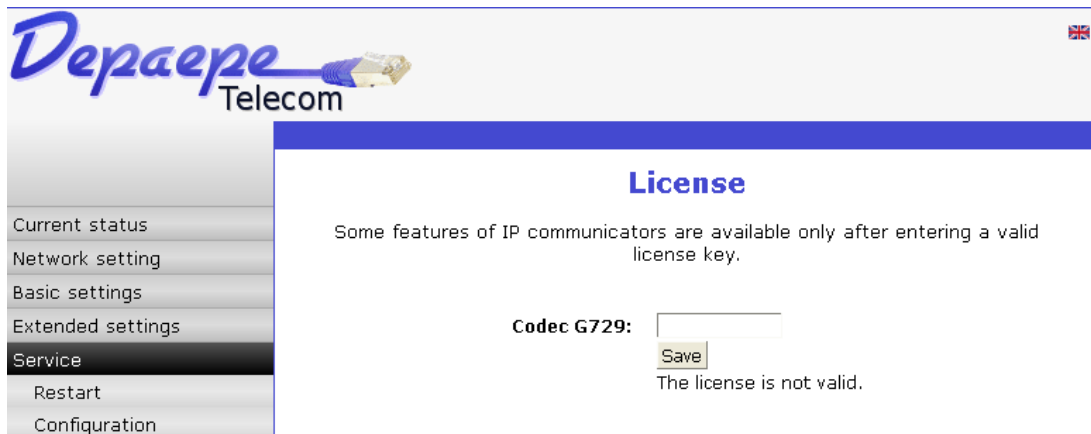 Depaepe
Telecom
License
Some features of IP communicators are available only after entering a valid
license key.
Codec G729:
Save
The license is not valid.
Current status
Network setting
Basic settings
Extended settings
Service
Restart
Configuration